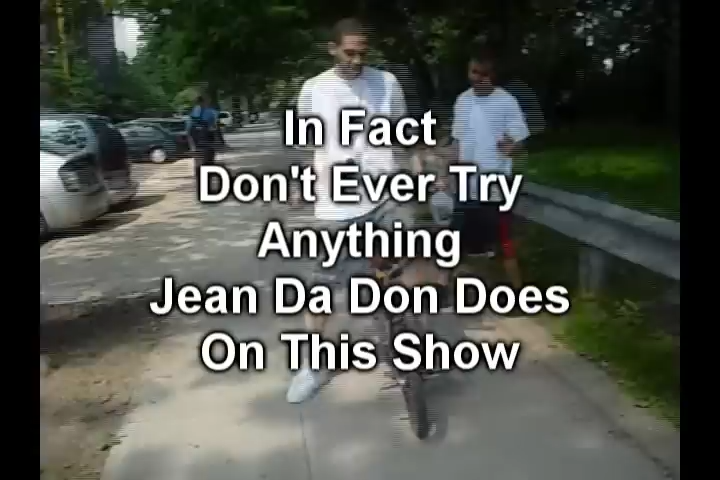 In Fact
Don't Ever Try
Anything
Jean Da Don Does
On This Show